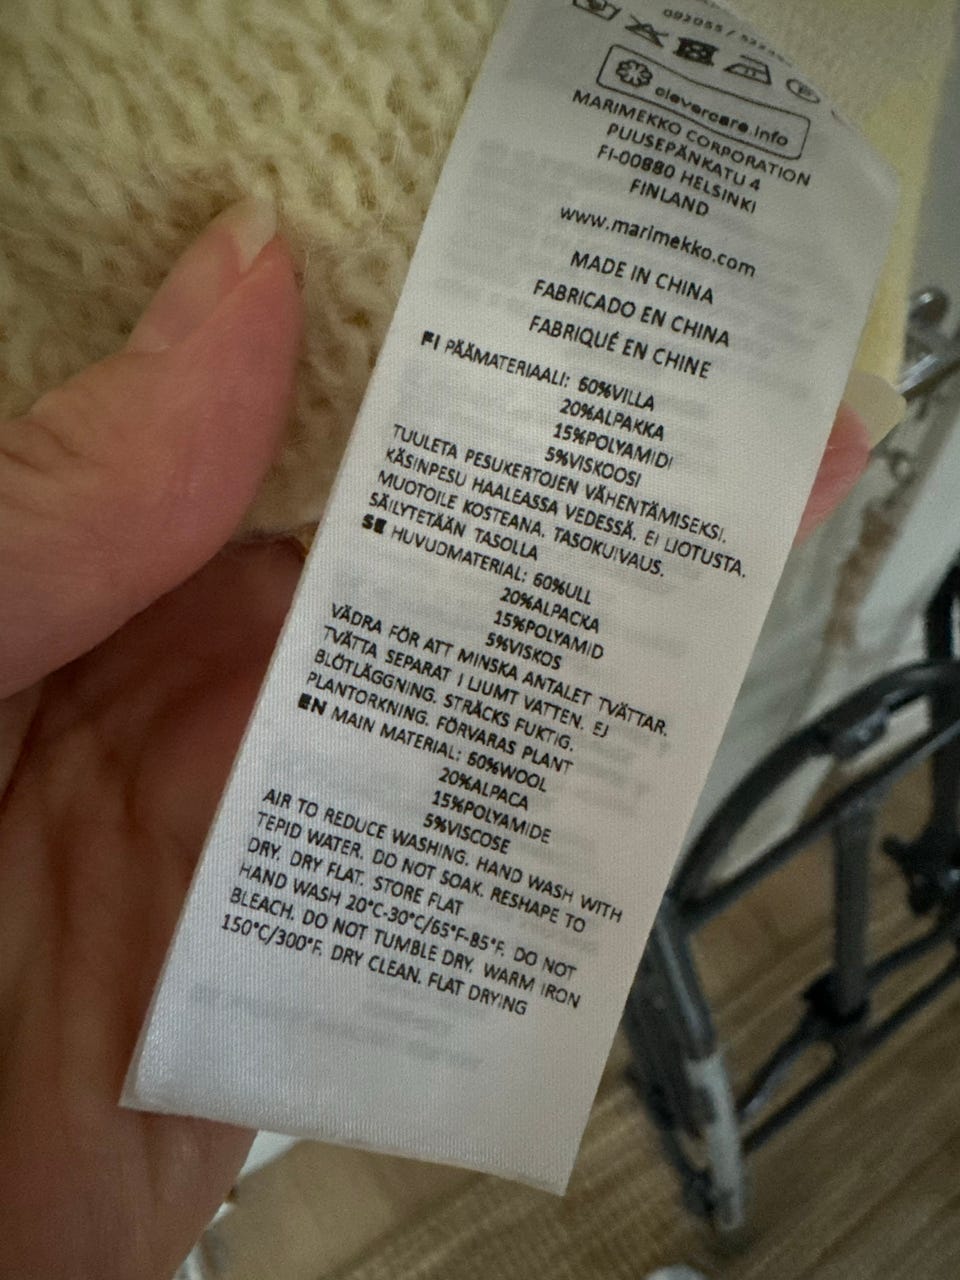 clevercare.info
MARIMEKKO CORPORATION
PUUSEPÄNKATU 4
FI-00880 HELSINKI
FINLAND
www.marimekko.com
MADE IN CHINA
FABRICADO EN CHINA
FABRIQUÉ EN CHINE
FI PÄÄMATERIAALI: 60%VILLA
20%ALPAKKA
15%POLYAMIDI
5%VISKOOSI
TUULETA PESUKERTOJEN VÄHENTÄMISEKSI.
KÄSINPESU HAALEASSA VEDESSÄ. EI LIOTUSTA.
MUOTOILE KOSTEANA. TASOKUIVAUS.
SÄILYTETÄÄN TASOLLA
SE HUVUDMATERIAL: 60%ULL
20%ALPACKA
15%POLYAMID
5%VISKOS
VÄDRA FÖR ATT MINSKA ANTALET TVÄTTAR.
TVÄTTA SEPARAT I LJUMT VATTEN. EJ
BLÖTLÄGGNING. STRÄCKS FUKTIG.
PLANTORKNING. FÖRVARAS PLANT
EN MAIN MATERIAL: 60%WOOL
20%ALPACA
15%POLYAMIDE
5%VISCOSE
AIR TO REDUCE WASHING. HAND WASH WITH
TEPID WATER. DO NOT SOAK. RESHAPE TO
DRY. DRY FLAT. STORE FLAT
HAND WASH 20°C-30°C/65°F-85°F. DO NOT
BLEACH. DO NOT TUMBLE DRY. WARM IRON
150°C/300°F. DRY CLEAN. FLAT DRYING